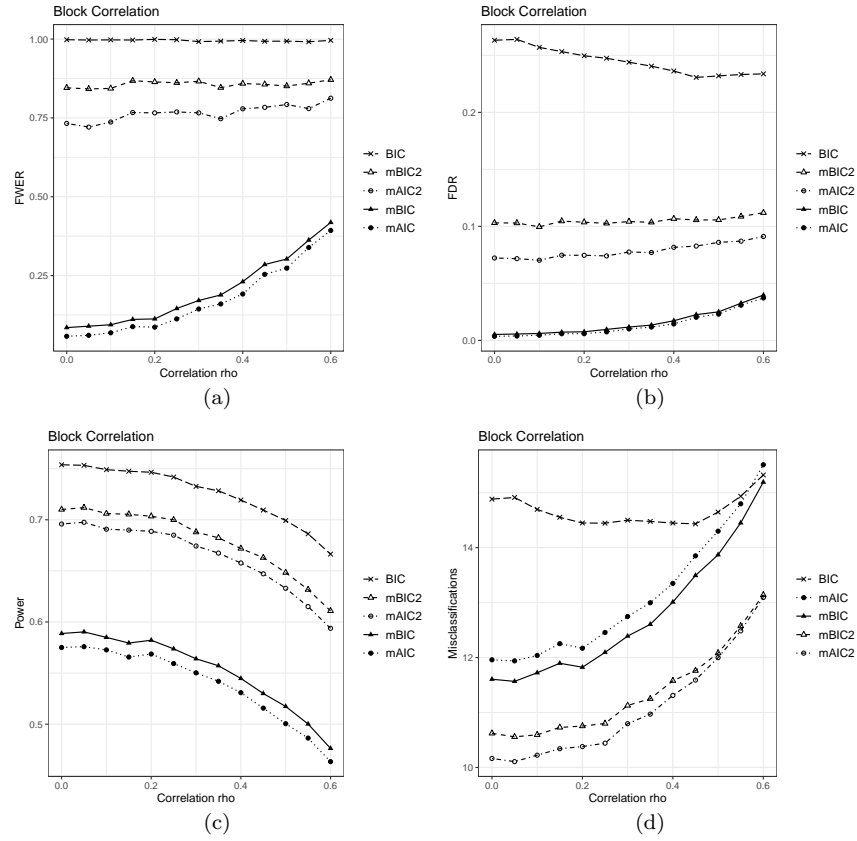 Block Correlation
1.00
0.75
0.50
0.25
FWER
0.0
0.2
0.4
0.6
Correlation rho
BIC
mBIC2
mAIC2
mBIC
mAIC
(a)
Block Correlation
0.2
0.1
0.0
FDR
0.0
0.2
0.4
0.6
Correlation rho
BIC
mBIC2
mAIC2
mBIC
mAIC
(b)
Block Correlation
0.7
0.6
0.5
Power
0.0
0.2
0.4
0.6
Correlation rho
BIC
mBIC2
mAIC2
mBIC
mAIC
(c)
Block Correlation
14
12
10
Misclassifications
0.0
0.2
0.4
0.6
Correlation rho
BIC
mAIC
mBIC
mBIC2
mAIC2
(d)